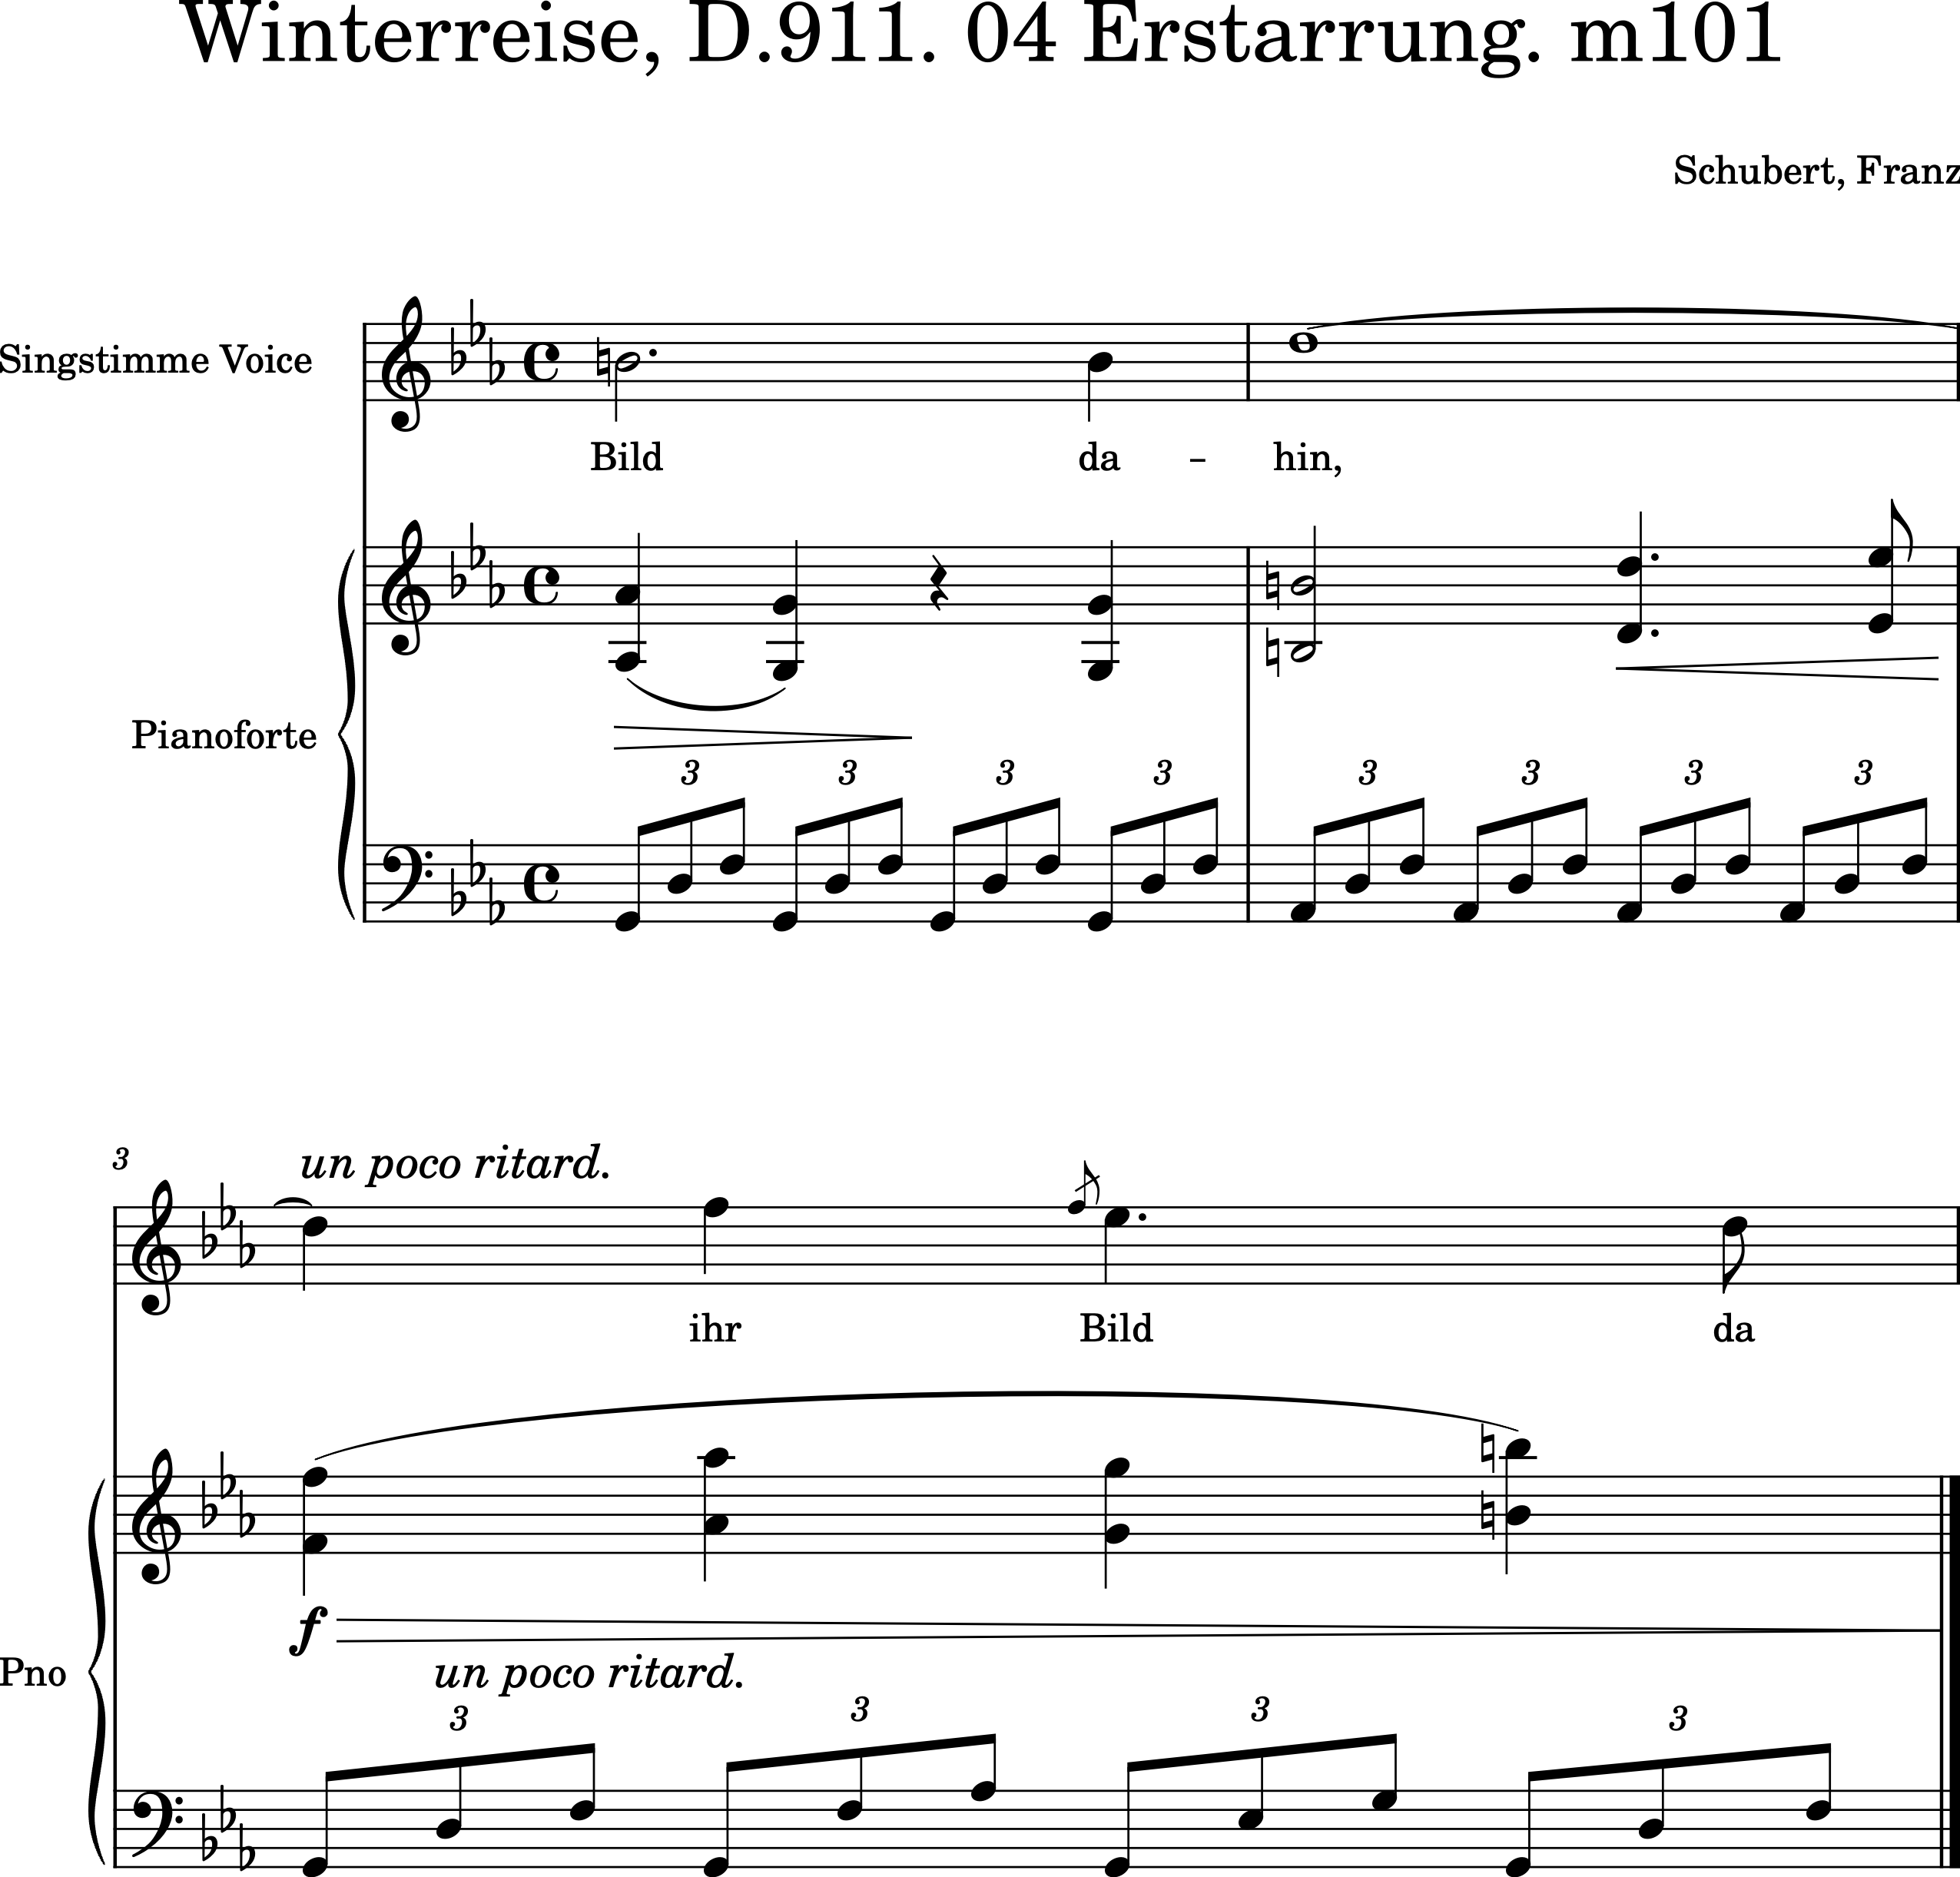 Winterreise, D.911. 04 Erstarrung. m101
Schubert, Franz
Singstimme Voice
Bild da - hin,
Pianoforte
3 3 3 3 3 3 3 3
3
un poco ritard.
ihr Bild da
f
Pno
un poco ritard.
3 3 3 3